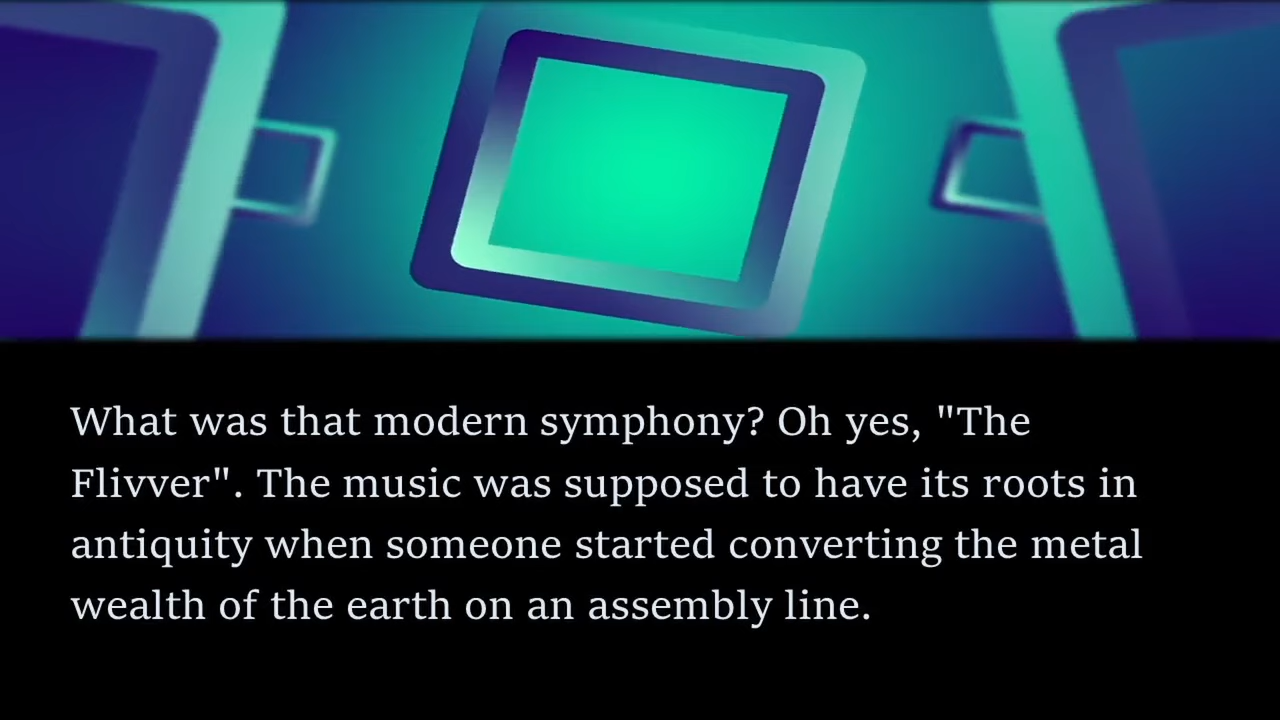 What was that modern symphony? Oh yes, "The
Flivver". The music was supposed to have its roots in
antiquity when someone started converting the metal
wealth of the earth on an assembly line.